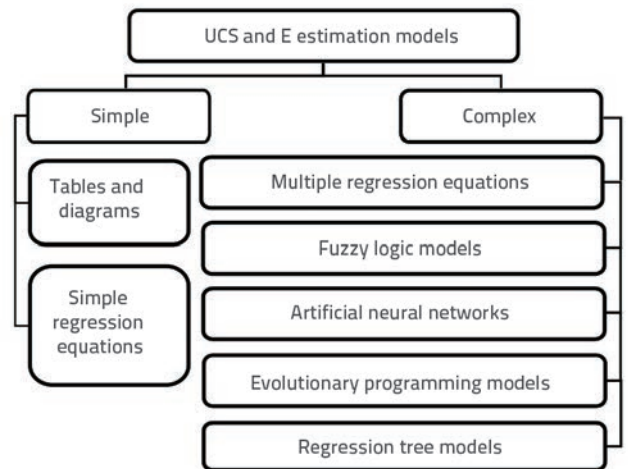 UCS and E estimation models
Simple
Complex
Tables and
diagrams
Simple
regression
equations
Multiple regression equations
Fuzzy logic models
Artificial neural networks
Evolutionary programming models
Regression tree models